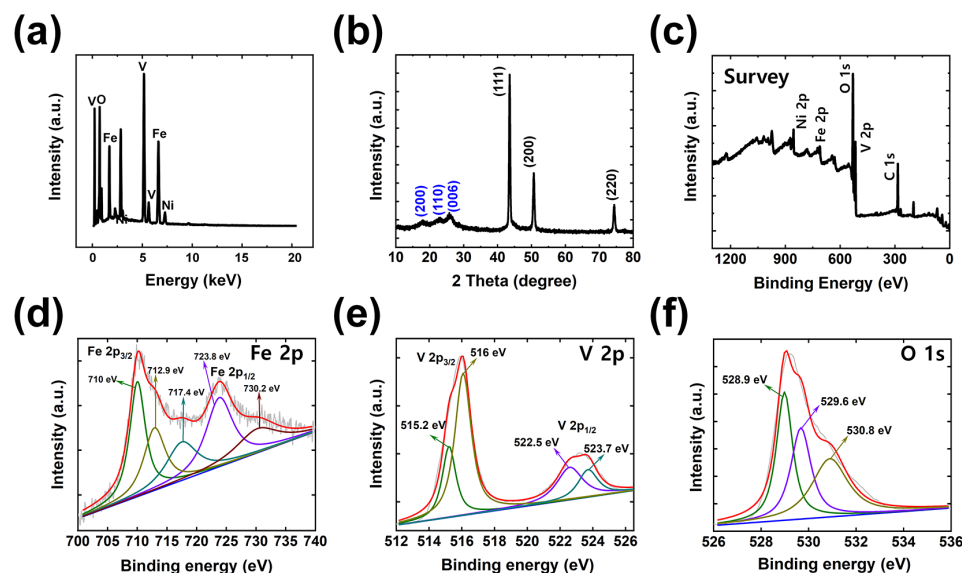 (a)
Intensity (a.u.)
V
O
Fe
Ni
V
V
Fe
Ni
0 5 10 15 20
Energy (keV)
(b)
Intensity (a.u.)
(200)
(110)
(006)
(111)
(200)
(220)
10 20 30 40 50 60 70 80
2 Theta (degree)
(c)
Intensity (a.u.)
Survey
Ni 2p
Fe 2p
O 1s
V 2p
C 1s
1200 900 600 300 0
Binding Energy (eV)
(d)
Intensity (a.u.)
Fe 2p3/2
710 eV
712.9 eV
717.4 eV
723.8 eV
Fe 2p
Fe 2p1/2
730.2 eV
700 705 710 715 720 725 730 735 740
Binding energy (eV)
(e)
Intensity (a.u.)
V 2p3/2
516 eV
V 2p
515.2 eV
V 2p1/2
522.5 eV
523.7 eV
512 514 516 518 520 522 524 526
Binding energy (eV)
(f)
Intensity (a.u.)
O 1s
528.9 eV
529.6 eV
530.8 eV
526 528 530 532 534 536
Binding energy (eV)